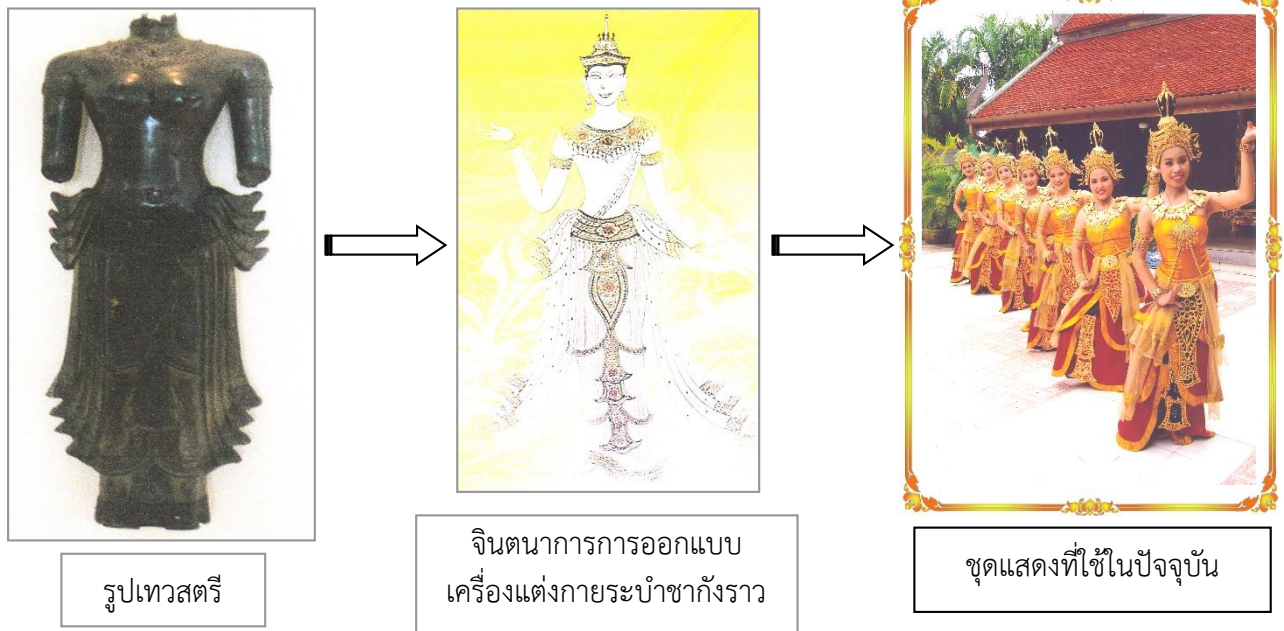 รูปเทวสตรี
จินตนาการการออกแบบ
เครื่องแต่งกายระบำชากังราว
ชุดแสดงที่ใช้ในปัจจุบัน